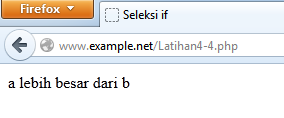 Firefox
Seleksi if
www.example.net/Latihan4-4.php
a lebih besar dari b